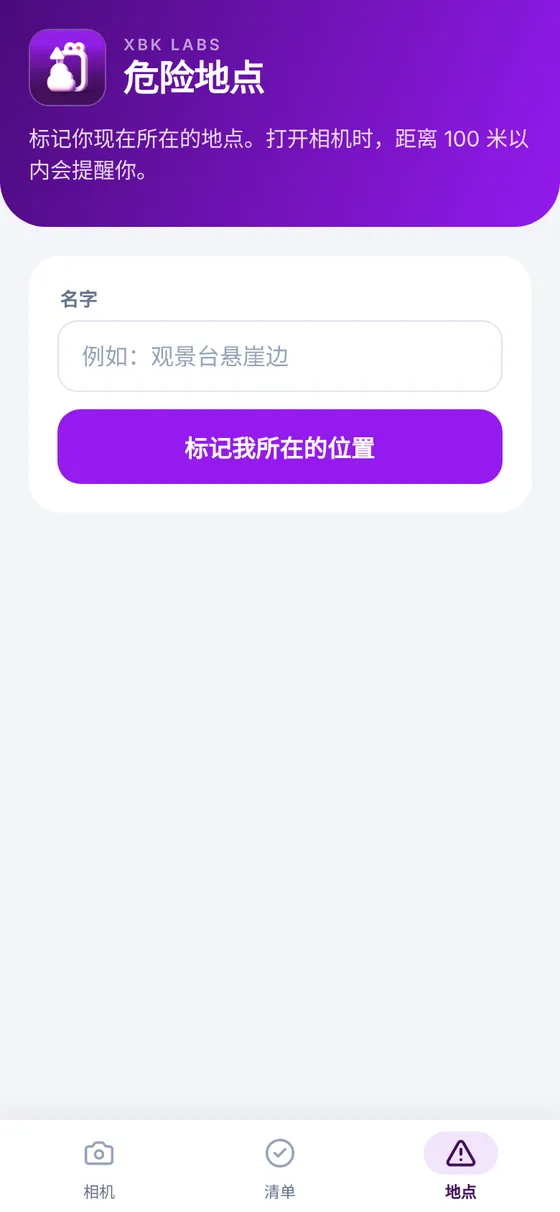 XBK LABS
危险地点
标记你现在所在的地点。打开相机时，距离 100 米以
内会提醒你。
名字
例如：观景台悬崖边
标记我所在的位置
相机
清单
地点